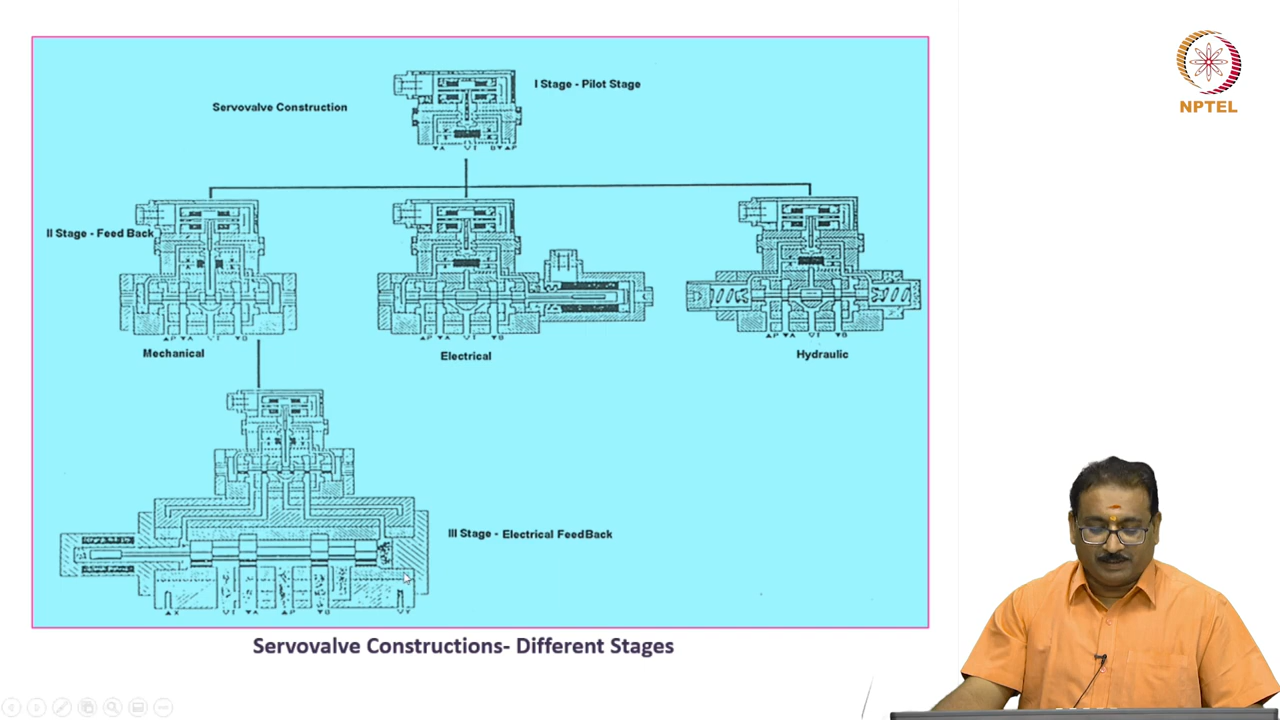 I Stage - Pilot Stage
Servovalve Construction
NPTEL
II Stage - Feed Back
Mechanical
Electrical
Hydraulic
III Stage - Electrical FeedBack
Servovalve Constructions- Different Stages